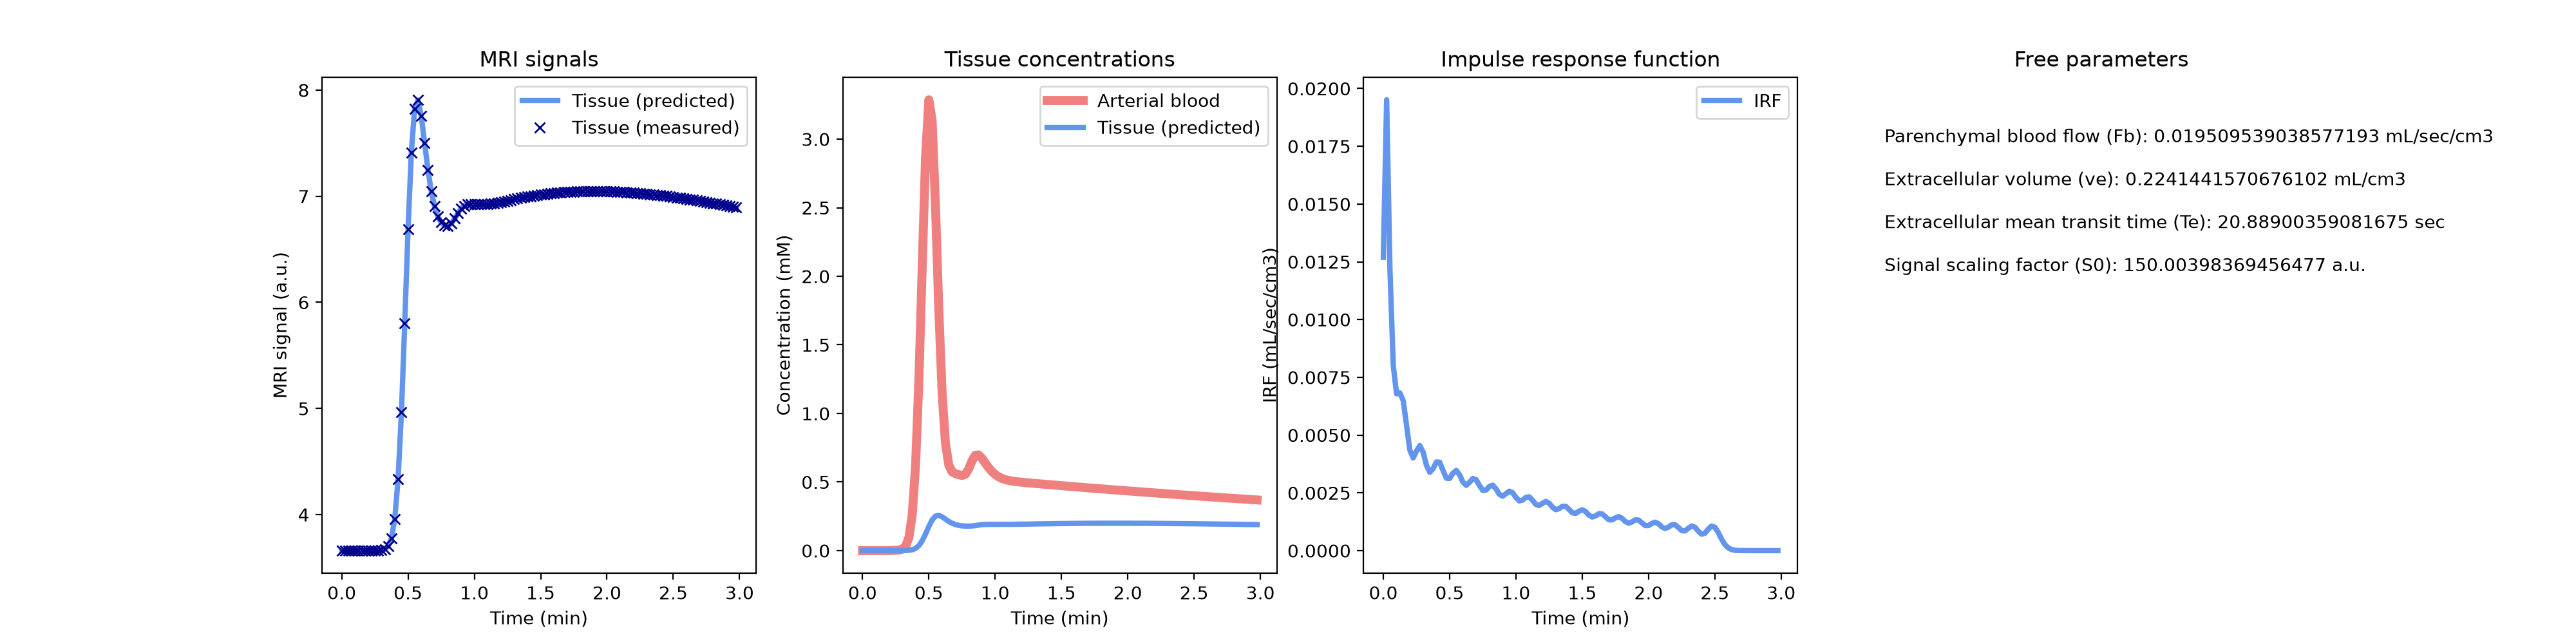 MRI signals
8
7
6
5
4
MRI signal (a.u.)
Tissue (predicted)
Tissue (measured)
0.0 0.5 1.0 1.5 2.0 2.5 3.0
Time (min)
Tissue concentrations
3.0
2.5
2.0
1.5
1.0
0.5
0.0
Concentration (mM)
Arterial blood
Tissue (predicted)
0.0 0.5 1.0 1.5 2.0 2.5 3.0
Time (min)
Impulse response function
0.0200
0.0175
0.0150
0.0125
0.0100
0.0075
0.0050
0.0025
0.0000
IRF (mL/sec/cm3)
IRF
0.0 0.5 1.0 1.5 2.0 2.5 3.0
Time (min)
Free parameters
Parenchymal blood flow (Fb): 0.019509539038577193 mL/sec/cm3
Extracellular volume (ve): 0.2241441570676102 mL/cm3
Extracellular mean transit time (Te): 20.88900359081675 sec
Signal scaling factor (S0): 150.00398369456477 a.u.